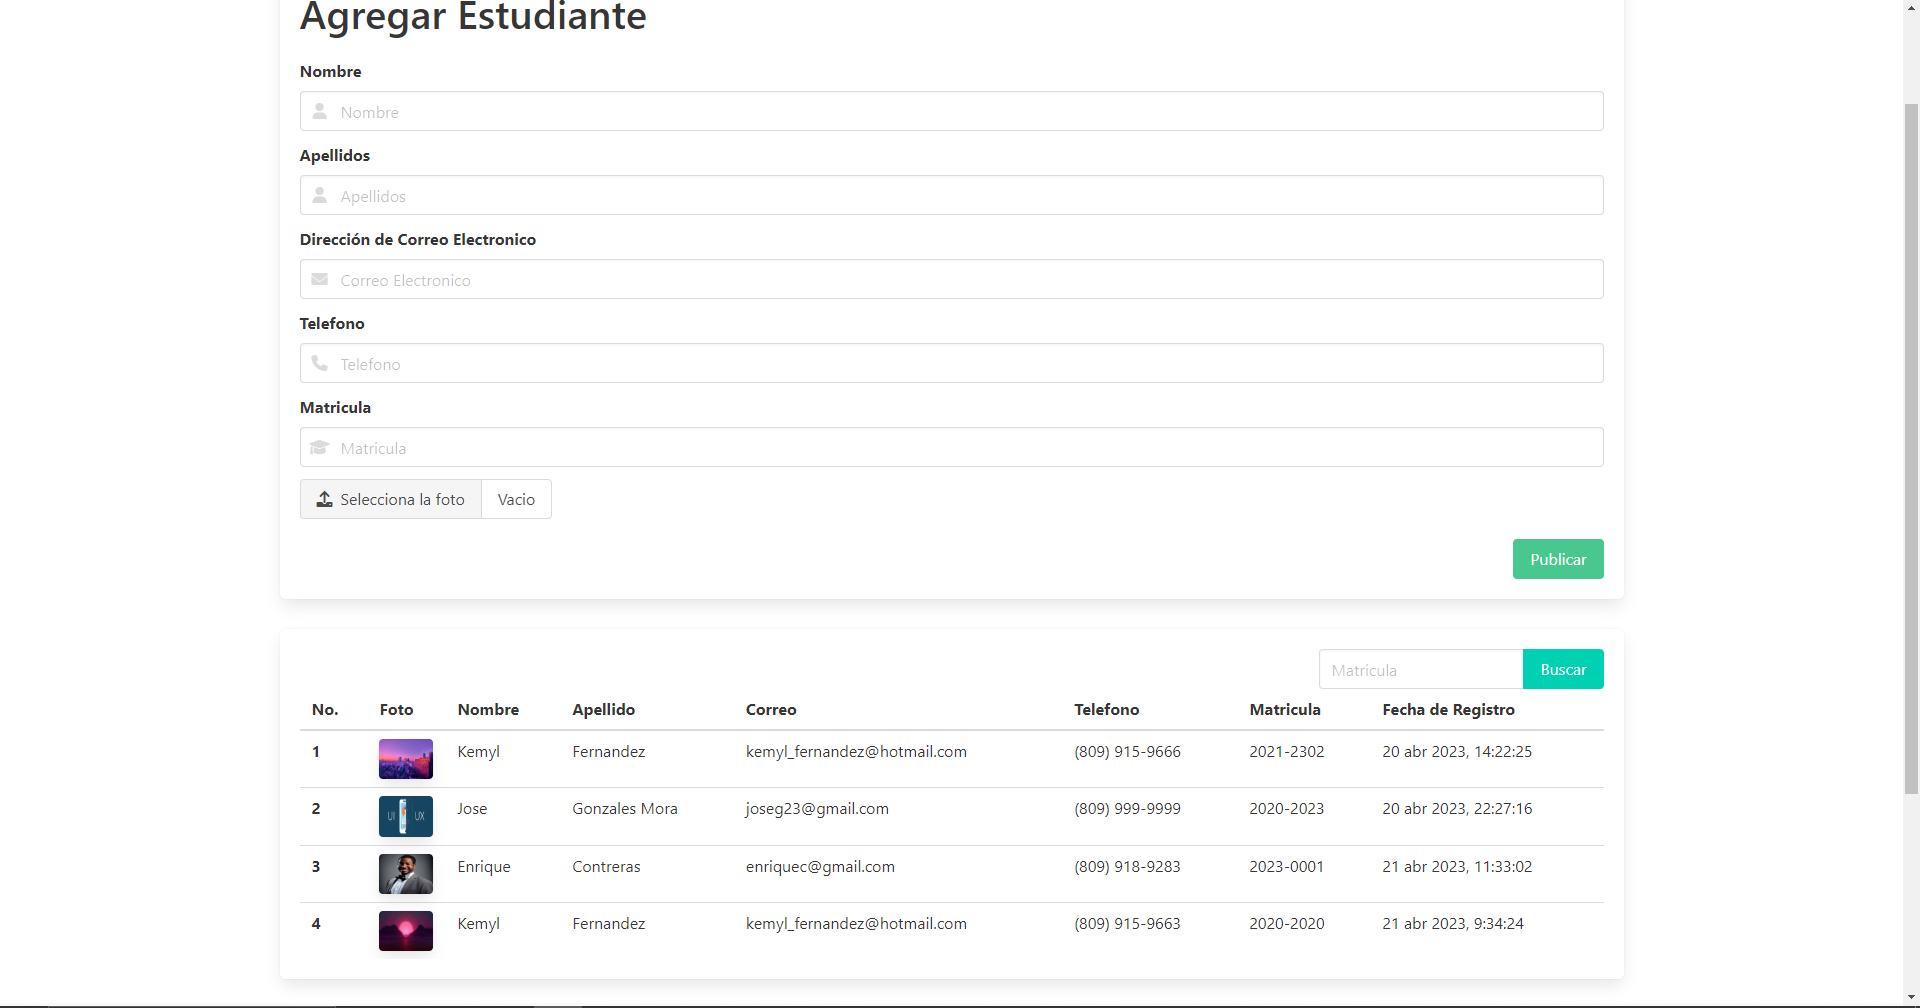 Agregar Estudiante
Nombre
Nombre
Apellidos
Apellidos
Dirección de Correo Electronico
Correo Electronico
Telefono
Telefono
Matricula
Matricula
Selecciona la foto Vacio
Publicar
Matricula Buscar
No. Foto Nombre Apellido Correo Telefono Matricula Fecha de Registro
1 Kemyl Fernandez kemyl_fernandez@hotmail.com (809) 915-9666 2021-2302 20 abr 2023, 14:22:25
2 UI UX Jose Gonzales Mora joseg23@gmail.com (809) 999-9999 2020-2023 20 abr 2023, 22:27:16
3 Enrique Contreras enriquec@gmail.com (809) 918-9283 2023-0001 21 abr 2023, 11:33:02
4 Kemyl Fernandez kemyl_fernandez@hotmail.com (809) 915-9663 2020-2020 21 abr 2023, 9:34:24